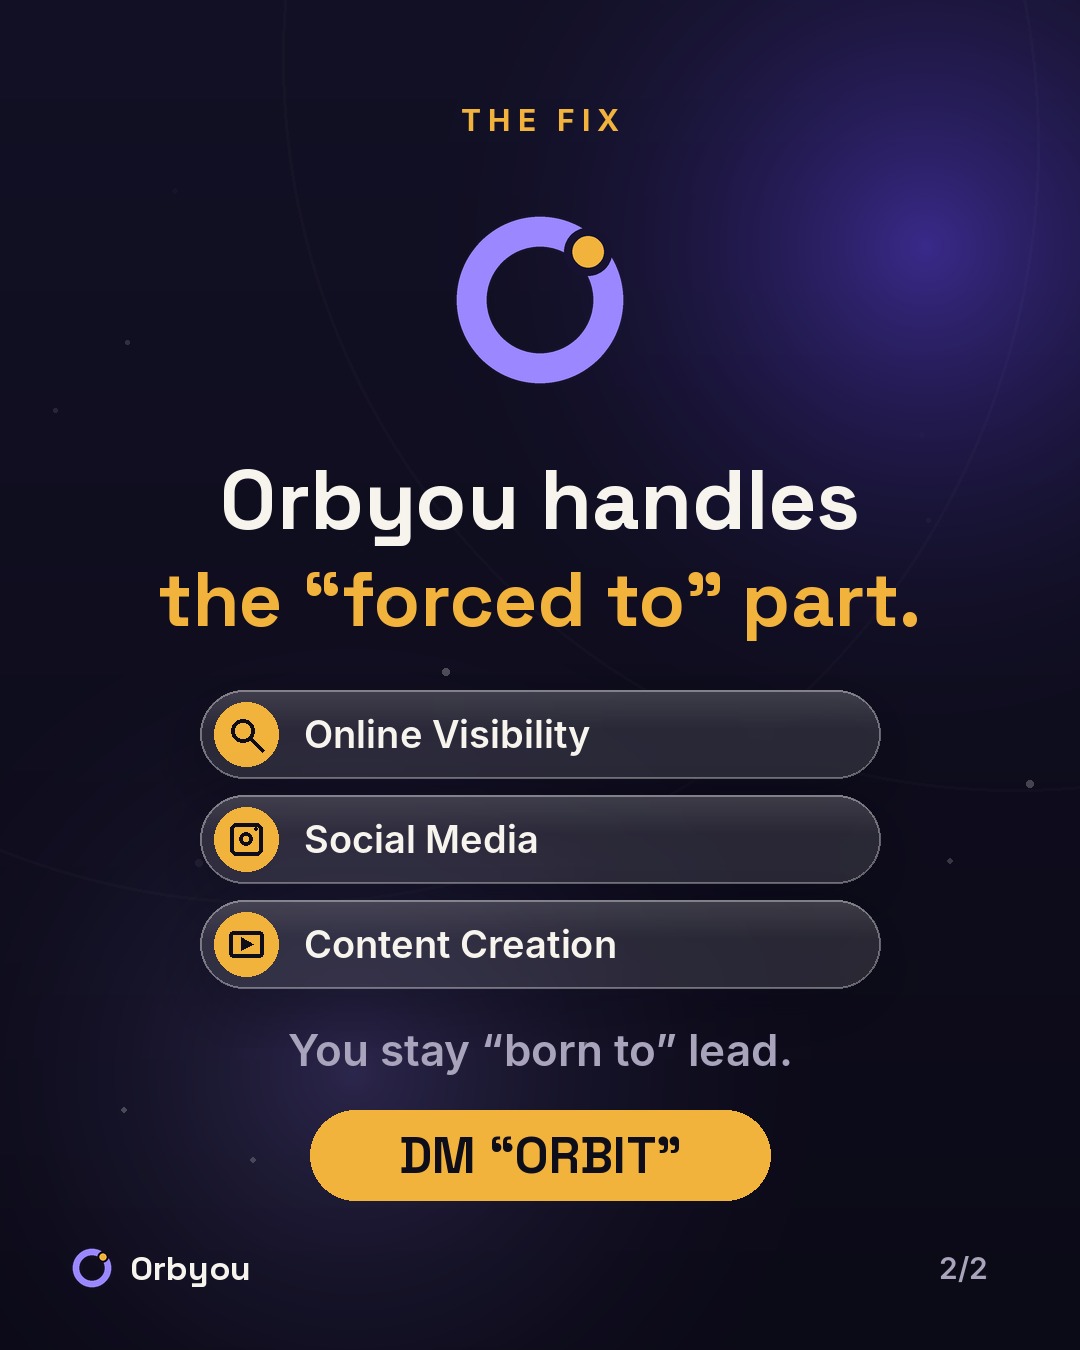 THE FIX
Orbyou handles
the “forced to” part.
Online Visibility
Social Media
Content Creation
You stay “born to” lead.
DM “ORBIT”
Orbyou
2/2